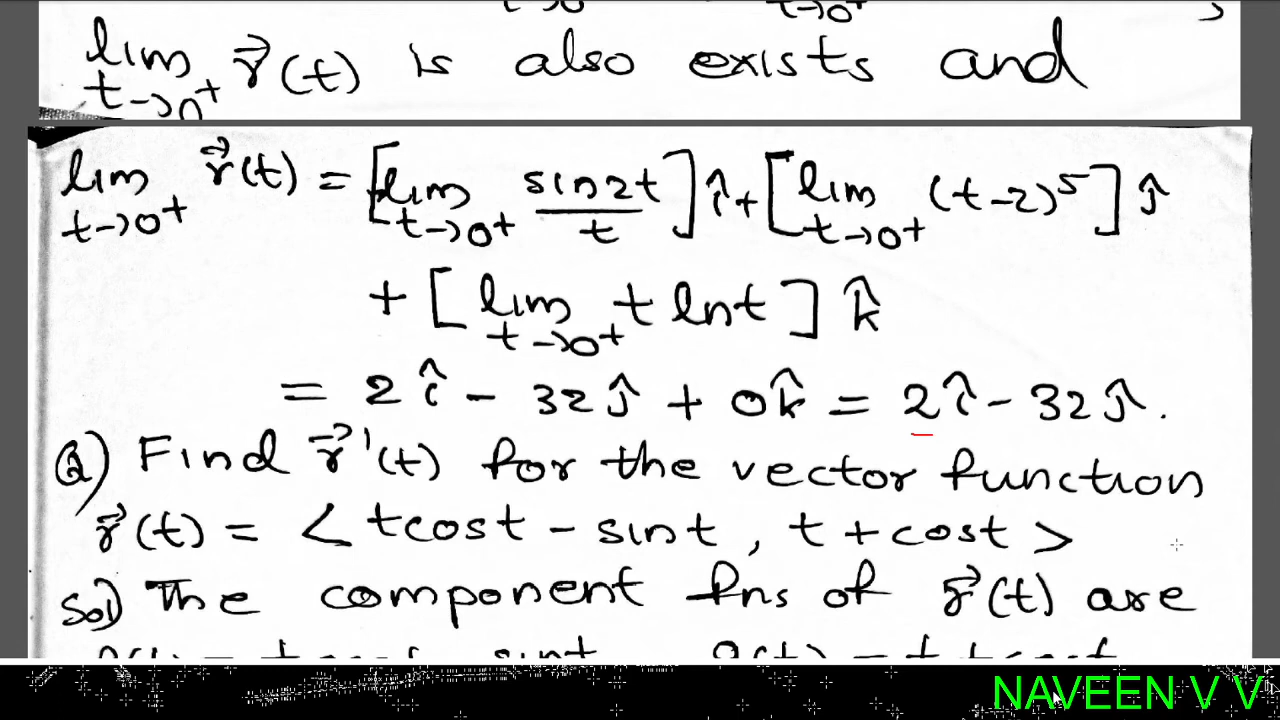 lim r⃗(t) is also exists and
t→0⁺
lim r⃗(t) = [lim sin2t/t] î + [lim (t-2)⁵] ĵ
t→0⁺ t→0⁺ t→0⁺
+ [lim t lnt] k̂
t→0⁺
= 2î - 32ĵ + 0k̂ = 2î - 32ĵ.
Q) Find r⃗'(t) for the vector function
r⃗(t) = < tcost - sint, t + cost >
Sol) The component fns of r⃗(t) are
NAVEEN V V